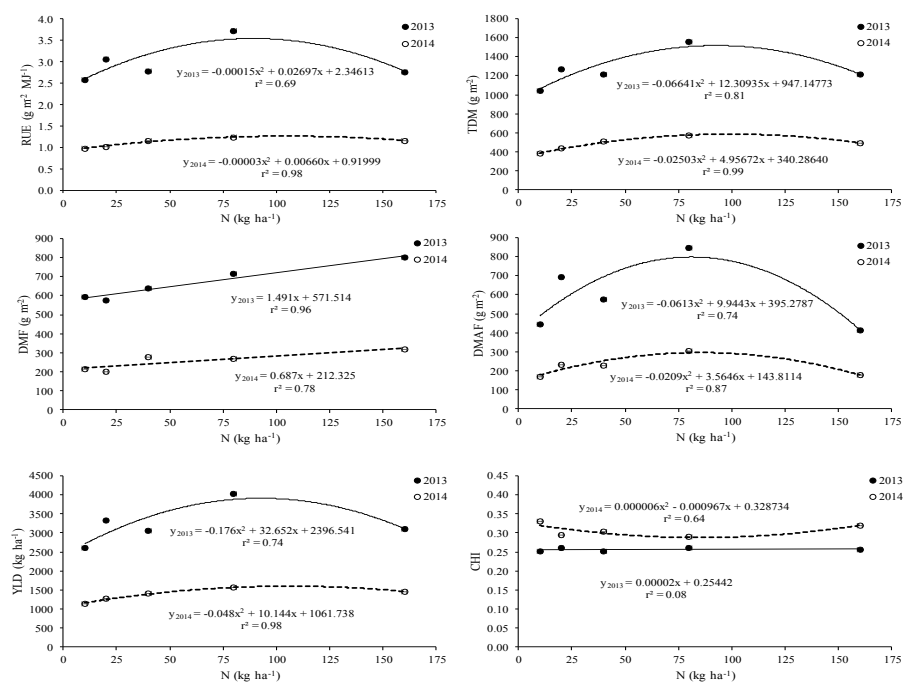 4.0
3.5
3.0
2.5
2.0
1.5
1.0
0.5
0.0
RUE (g m⁻² MJ⁻¹)
2013
2014
y₂₀₁₃ = -0.00015x² + 0.02697x + 2.34613
r² = 0.69
y₂₀₁₄ = -0.00003x² + 0.00660x + 0.91999
r² = 0.98
0 25 50 75 100 125 150 175
N (kg ha⁻¹)
1800
1600
1400
1200
1000
800
600
400
200
0
TDM (g m⁻²)
2013
2014
y₂₀₁₃ = -0.06641x² + 12.30935x + 947.14773
r² = 0.81
y₂₀₁₄ = -0.02503x² + 4.95672x + 340.28640
r² = 0.99
0 25 50 75 100 125 150 175
N (kg ha⁻¹)
900
800
700
600
500
400
300
200
100
0
DMF (g m⁻²)
2013
2014
y₂₀₁₃ = 1.491x + 571.514
r² = 0.96
y₂₀₁₄ = 0.687x + 212.325
r² = 0.78
0 25 50 75 100 125 150 175
N (kg ha⁻¹)
900
800
700
600
500
400
300
200
100
0
DMAF (g m⁻²)
2013
2014
y₂₀₁₃ = -0.0613x² + 9.9443x + 395.2787
r² = 0.74
y₂₀₁₄ = -0.0209x² + 3.5646x + 143.8114
r² = 0.87
0 25 50 75 100 125 150 175
N (kg ha⁻¹)
4500
4000
3500
3000
2500
2000
1500
1000
500
0
YLD (kg ha⁻¹)
2013
2014
y₂₀₁₃ = -0.176x² + 32.652x + 2396.541
r² = 0.74
y₂₀₁₄ = -0.048x² + 10.144x + 1061.738
r² = 0.98
0 25 50 75 100 125 150 175
N (kg ha⁻¹)
0.45
0.40
0.35
0.30
0.25
0.20
0.15
0.10
0.05
0.00
CHI
2013
2014
y₂₀₁₄ = 0.000006x² - 0.000967x + 0.328734
r² = 0.64
y₂₀₁₃ = 0.00002x + 0.25442
r² = 0.08
0 25 50 75 100 125 150 175
N (kg ha⁻¹)